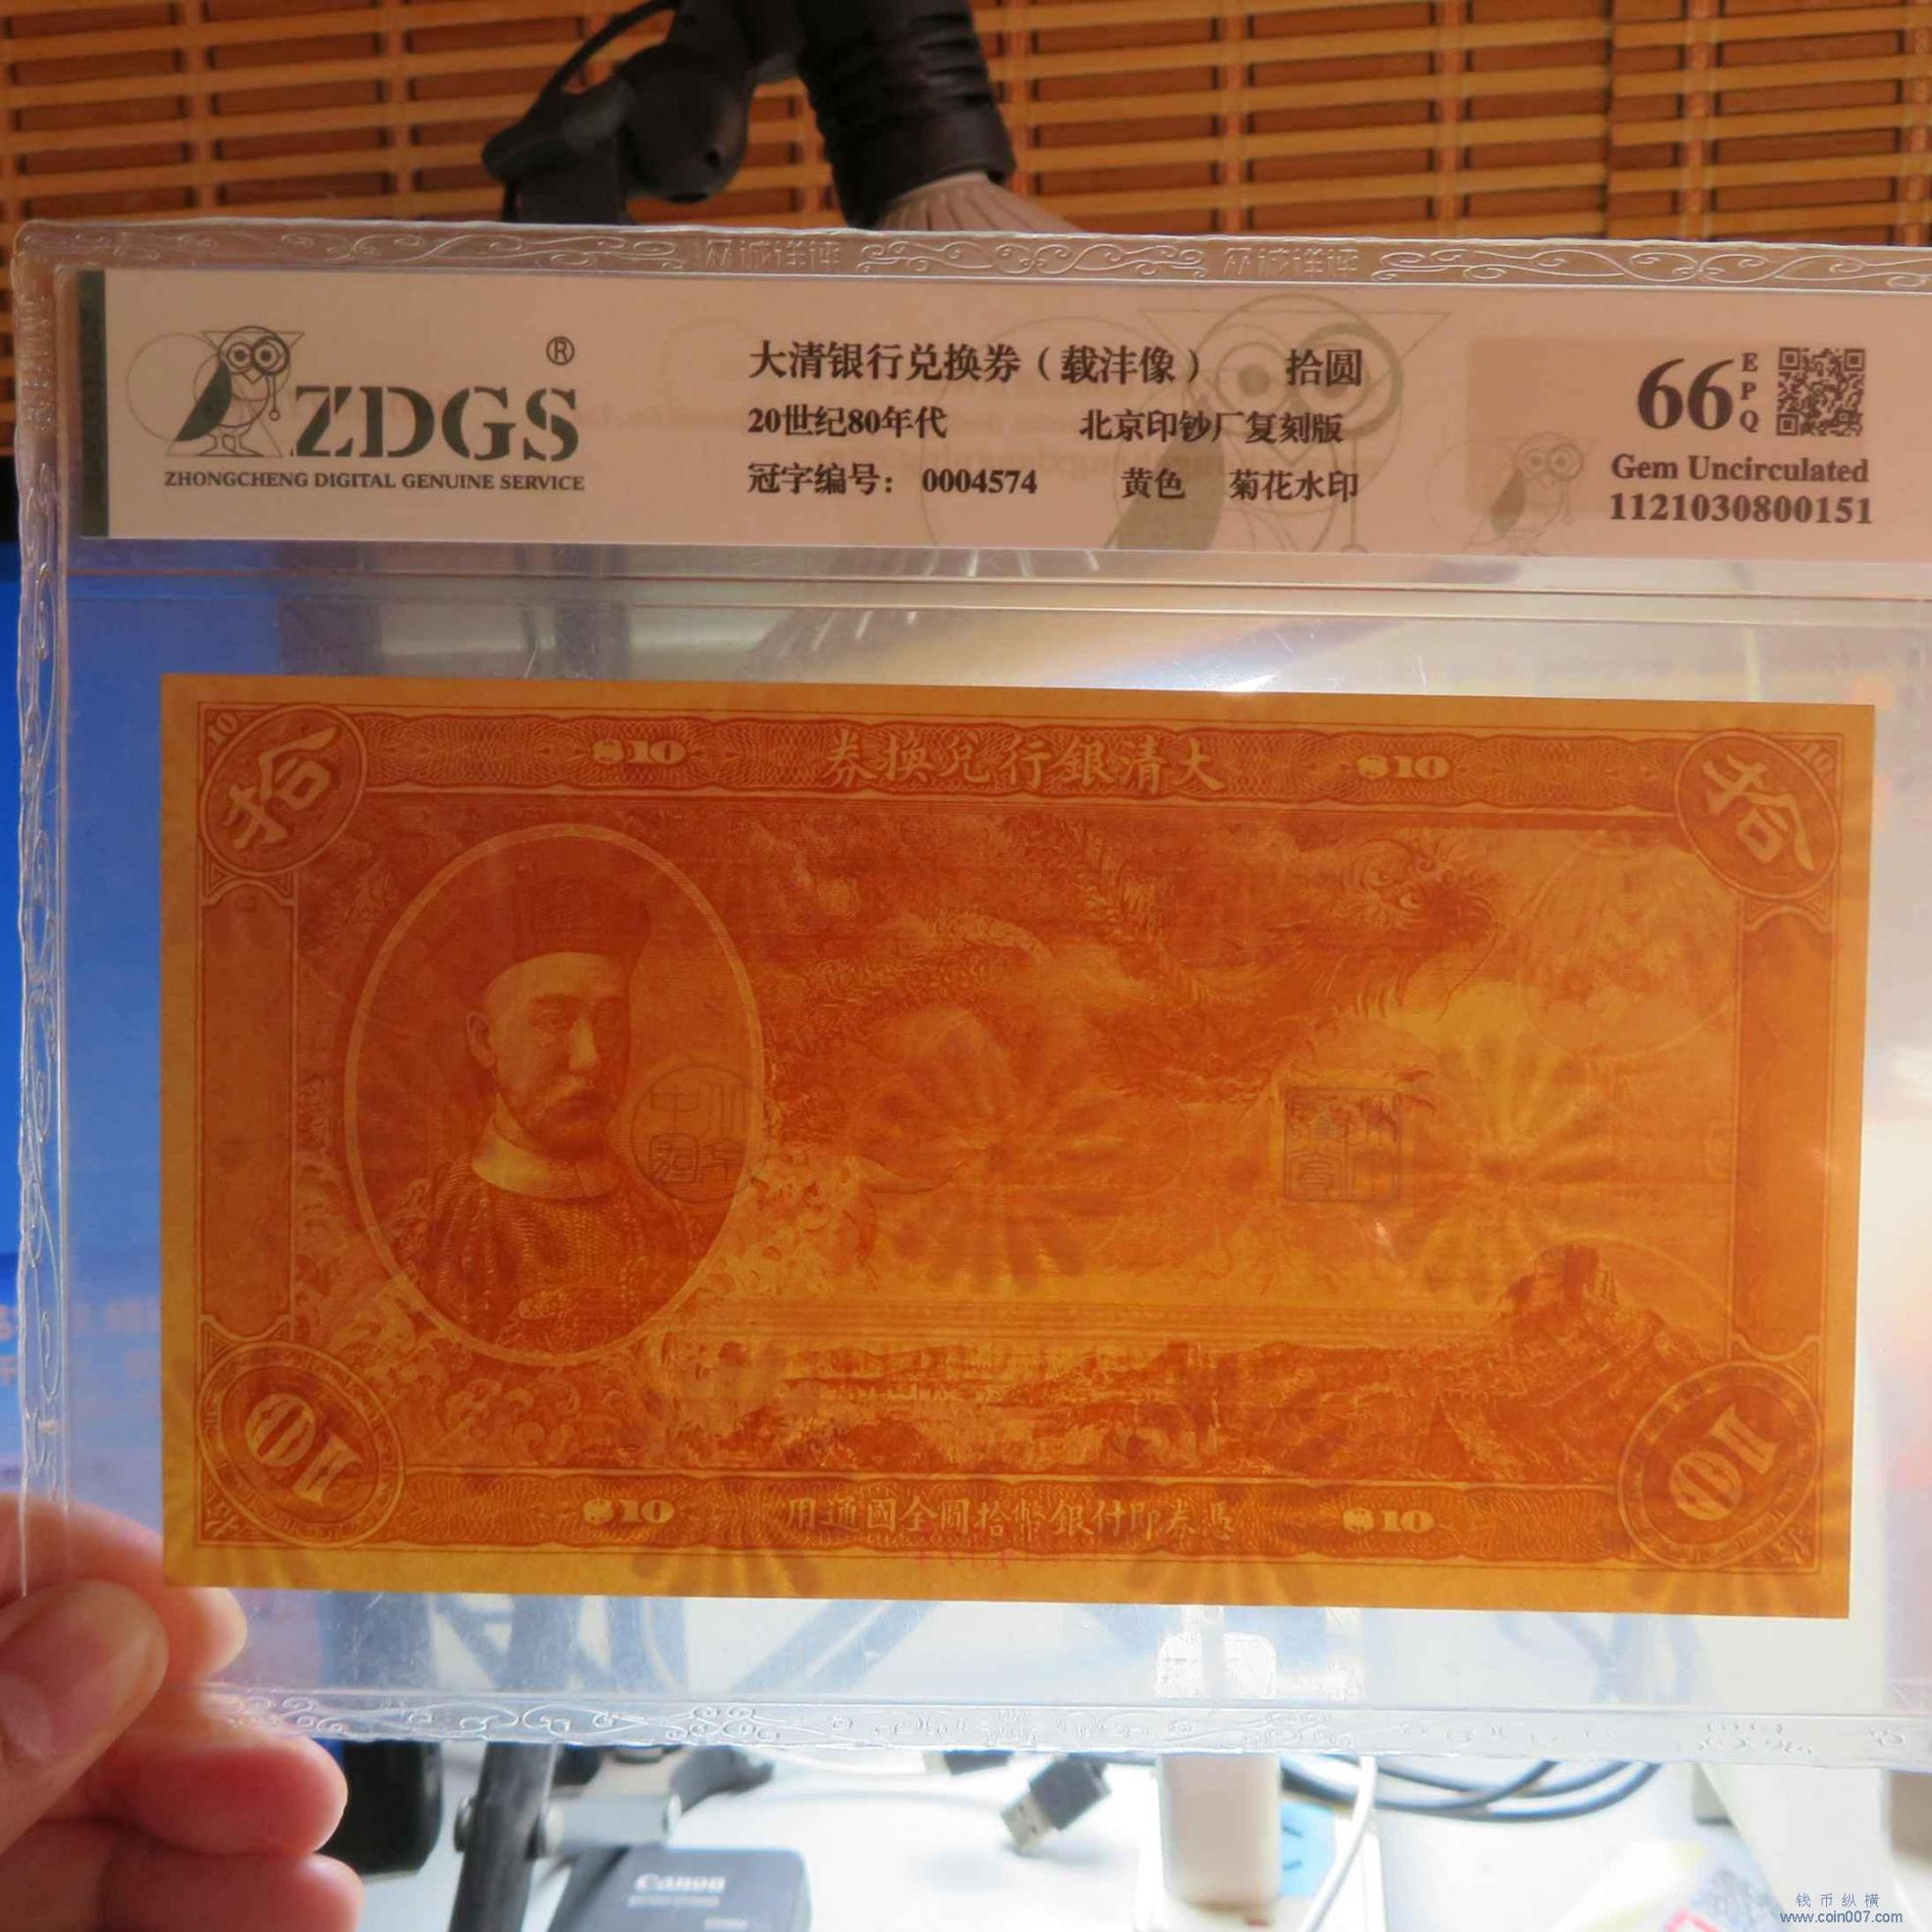 ZDGS®
ZHONGCHENG DIGITAL GENUINE SERVICE
大清银行兑换券（载沣像） 拾圆
20世纪80年代 北京印钞厂复刻版
冠字编号： 0004574 黄色 菊花水印
66 EPQ
Gem Uncirculated
1121030800151
10 10
拾 $10 券換兌行銀清大 $10 拾
10 $10 用通國全圓拾幣銀付即券憑 $10 10
Canon
钱币纵横
www.coin007.com